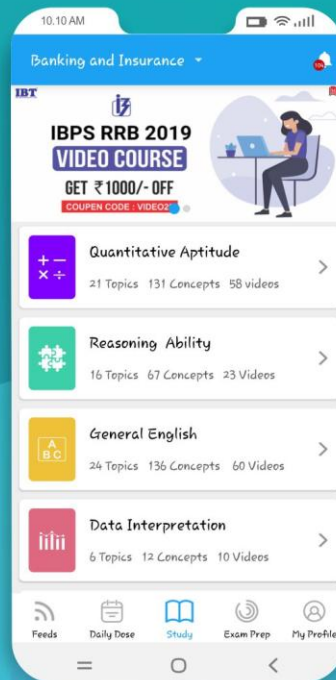 10.10 AM
Banking and Insurance
IBT
IBPS RRB 2019
VIDEO COURSE
GET ₹1000/- OFF
COUPEN CODE : VIDEO2
Quantitative Aptitude
21 Topics 131 Concepts 58 videos
Reasoning Ability
16 Topics 67 Concepts 23 Videos
A
B C
General English
24 Topics 136 Concepts 60 Videos
Data Interpretation
6 Topics 12 Concepts 10 Videos
Feeds Daily Dose Study Exam Prep My Profile